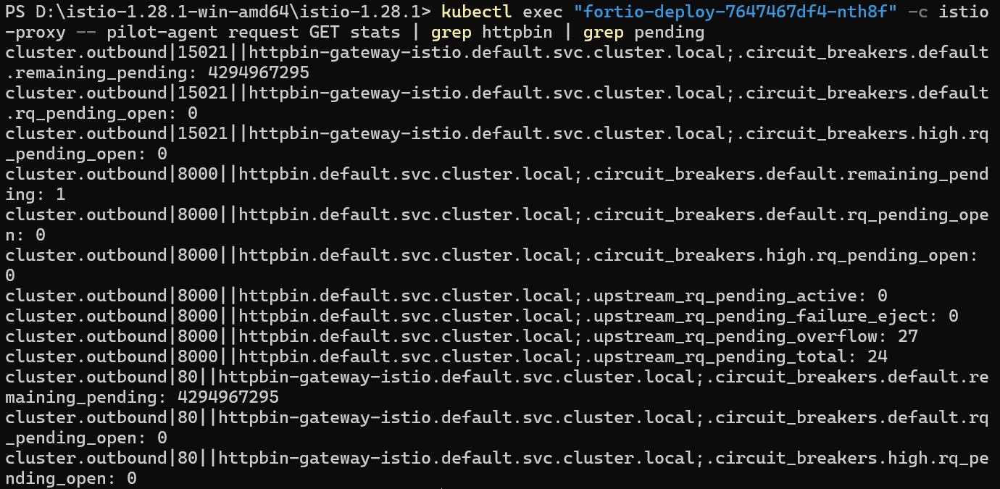 PS D:\istio-1.28.1-win-amd64\istio-1.28.1> kubectl exec "fortio-deploy-7647467df4-nth8f" -c istio
-proxy -- pilot-agent request GET stats | grep httpbin | grep pending
cluster.outbound|15021||httpbin-gateway-istio.default.svc.cluster.local;.circuit_breakers.default
.remaining_pending: 4294967295
cluster.outbound|15021||httpbin-gateway-istio.default.svc.cluster.local;.circuit_breakers.default
.rq_pending_open: 0
cluster.outbound|15021||httpbin-gateway-istio.default.svc.cluster.local;.circuit_breakers.high.rq
_pending_open: 0
cluster.outbound|8000||httpbin.default.svc.cluster.local;.circuit_breakers.default.remaining_pend
ing: 1
cluster.outbound|8000||httpbin.default.svc.cluster.local;.circuit_breakers.default.rq_pending_ope
n: 0
cluster.outbound|8000||httpbin.default.svc.cluster.local;.circuit_breakers.high.rq_pending_open:
0
cluster.outbound|8000||httpbin.default.svc.cluster.local;.upstream_rq_pending_active: 0
cluster.outbound|8000||httpbin.default.svc.cluster.local;.upstream_rq_pending_failure_eject: 0
cluster.outbound|8000||httpbin.default.svc.cluster.local;.upstream_rq_pending_overflow: 27
cluster.outbound|8000||httpbin.default.svc.cluster.local;.upstream_rq_pending_total: 24
cluster.outbound|80||httpbin-gateway-istio.default.svc.cluster.local;.circuit_breakers.default.re
maining_pending: 4294967295
cluster.outbound|80||httpbin-gateway-istio.default.svc.cluster.local;.circuit_breakers.default.rq
_pending_open: 0
cluster.outbound|80||httpbin-gateway-istio.default.svc.cluster.local;.circuit_breakers.high.rq_pe
nding_open: 0